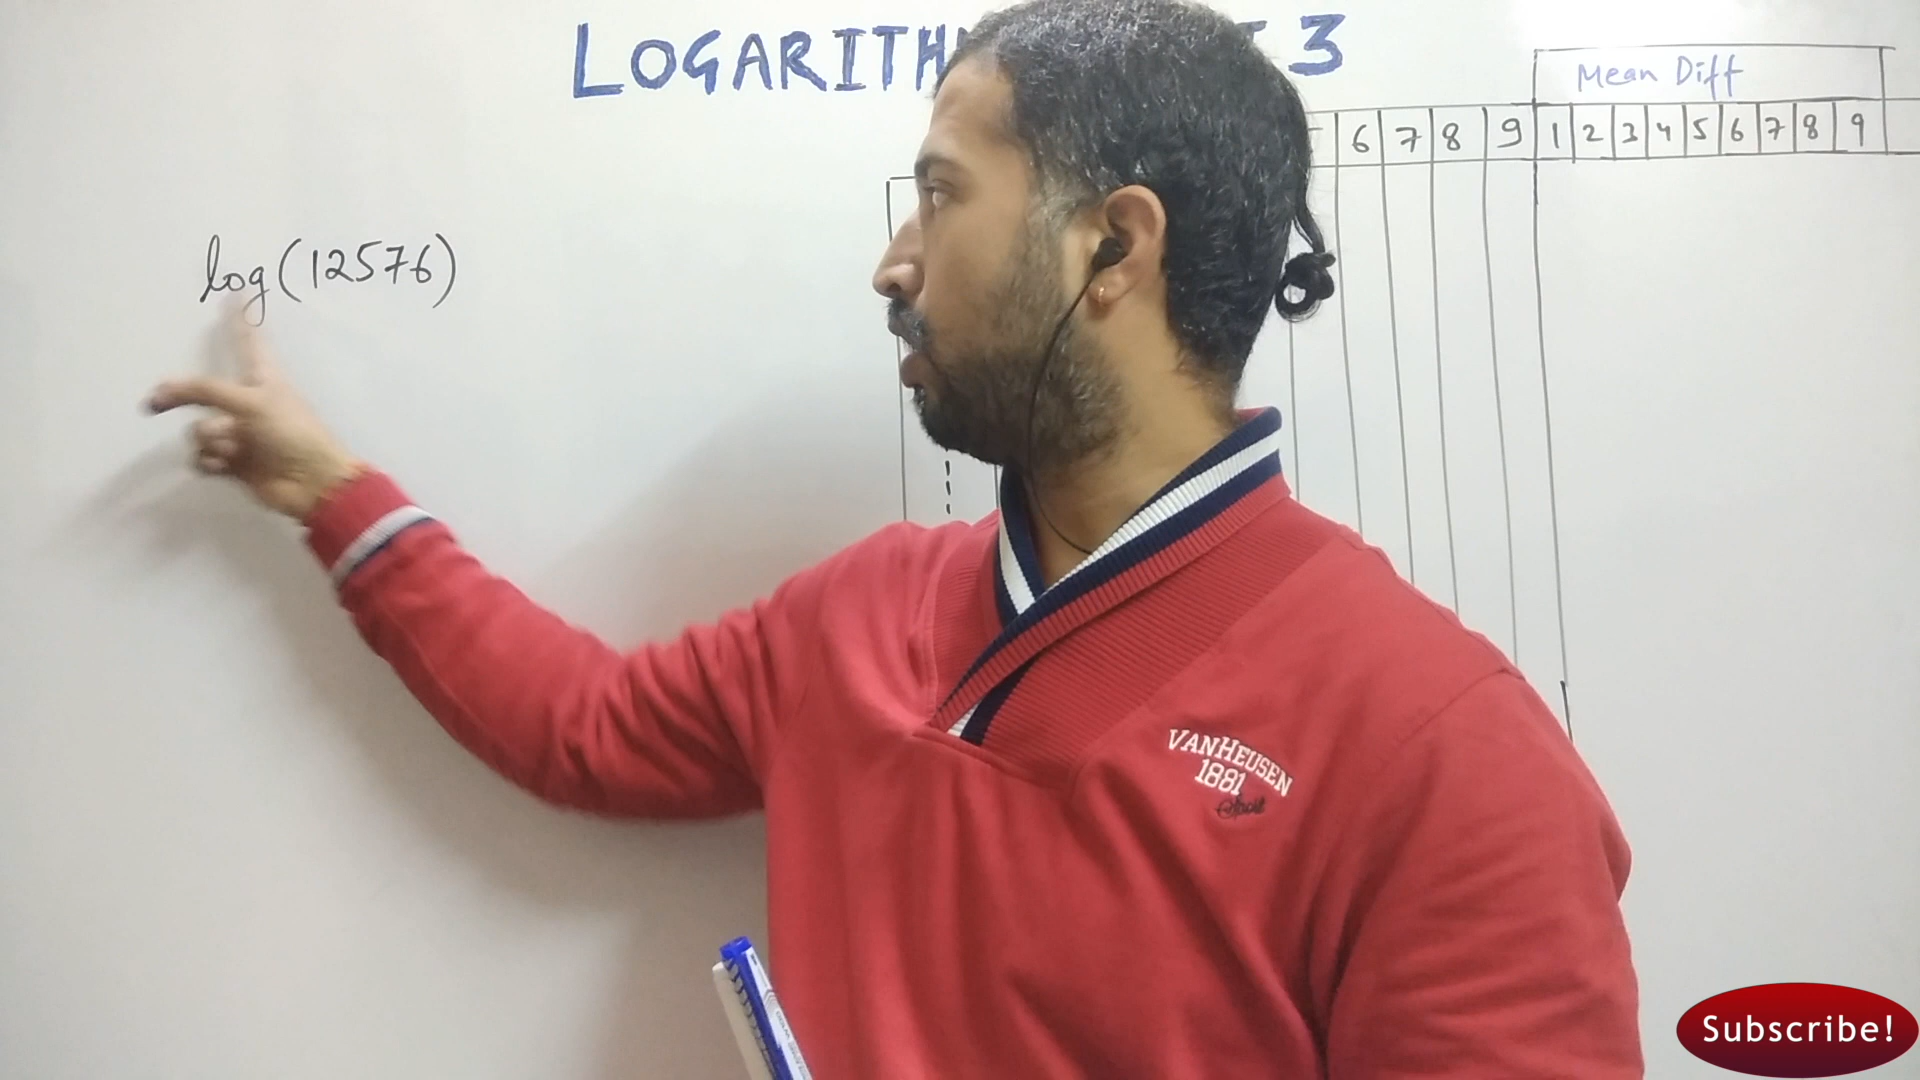 LOGARITH 3
Mean Diff
6 7 8 9 1 2 3 4 5 6 7 8 9
log(12576)
VANHEUSEN
1881
Sport
Subscribe!